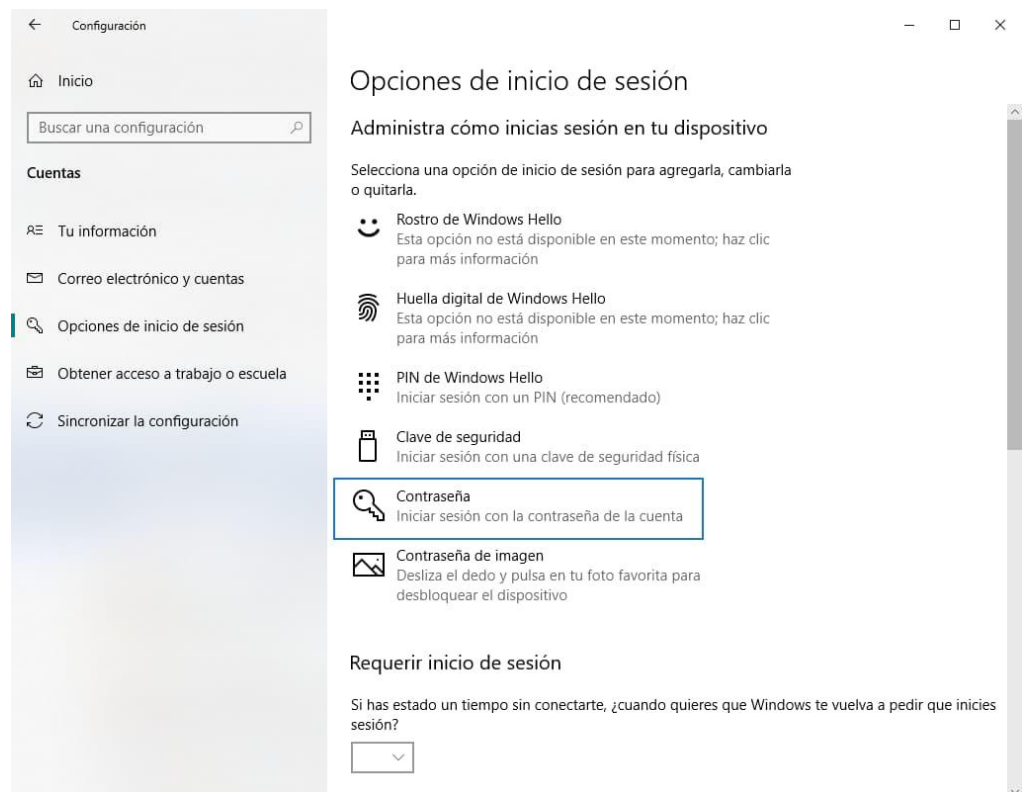 Configuración
Inicio
Buscar una configuración
Cuentas
Tu información
Correo electrónico y cuentas
Opciones de inicio de sesión
Obtener acceso a trabajo o escuela
Sincronizar la configuración
Opciones de inicio de sesión
Administra cómo inicias sesión en tu dispositivo
Selecciona una opción de inicio de sesión para agregarla, cambiarla
o quitarla.
Rostro de Windows Hello
Esta opción no está disponible en este momento; haz clic
para más información
Huella digital de Windows Hello
Esta opción no está disponible en este momento; haz clic
para más información
PIN de Windows Hello
Iniciar sesión con un PIN (recomendado)
Clave de seguridad
Iniciar sesión con una clave de seguridad física
Contraseña
Iniciar sesión con la contraseña de la cuenta
Contraseña de imagen
Desliza el dedo y pulsa en tu foto favorita para
desbloquear el dispositivo
Requerir inicio de sesión
Si has estado un tiempo sin conectarte, ¿cuando quieres que Windows te vuelva a pedir que inicies
sesión?